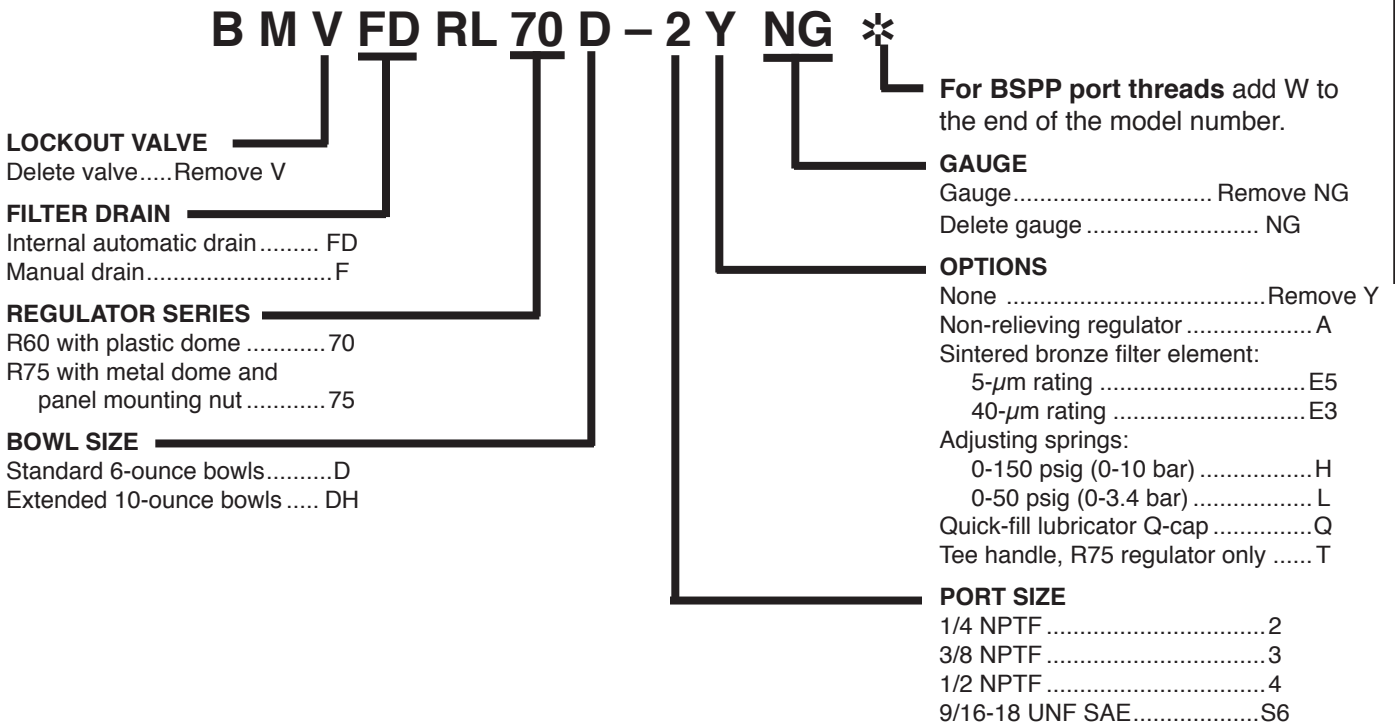 B M V FD RL 70 D – 2 Y NG ✲
LOCKOUT VALVE
Delete valve.....Remove V
FILTER DRAIN
Internal automatic drain......... FD
Manual drain...........................F
REGULATOR SERIES
R60 with plastic dome ............70
R75 with metal dome and
panel mounting nut ............75
BOWL SIZE
Standard 6-ounce bowls..........D
Extended 10-ounce bowls ..... DH
For BSPP port threads add W to
the end of the model number.
GAUGE
Gauge.............................. Remove NG
Delete gauge .......................... NG
OPTIONS
None .......................................Remove Y
Non-relieving regulator ...................A
Sintered bronze filter element:
5-µm rating ...............................E5
40-µm rating .............................E3
Adjusting springs:
0-150 psig (0-10 bar) .................H
0-50 psig (0-3.4 bar) .................. L
Quick-fill lubricator Q-cap ...............Q
Tee handle, R75 regulator only ...... T
PORT SIZE
1/4 NPTF .................................2
3/8 NPTF .................................3
1/2 NPTF .................................4
9/16-18 UNF SAE....................S6